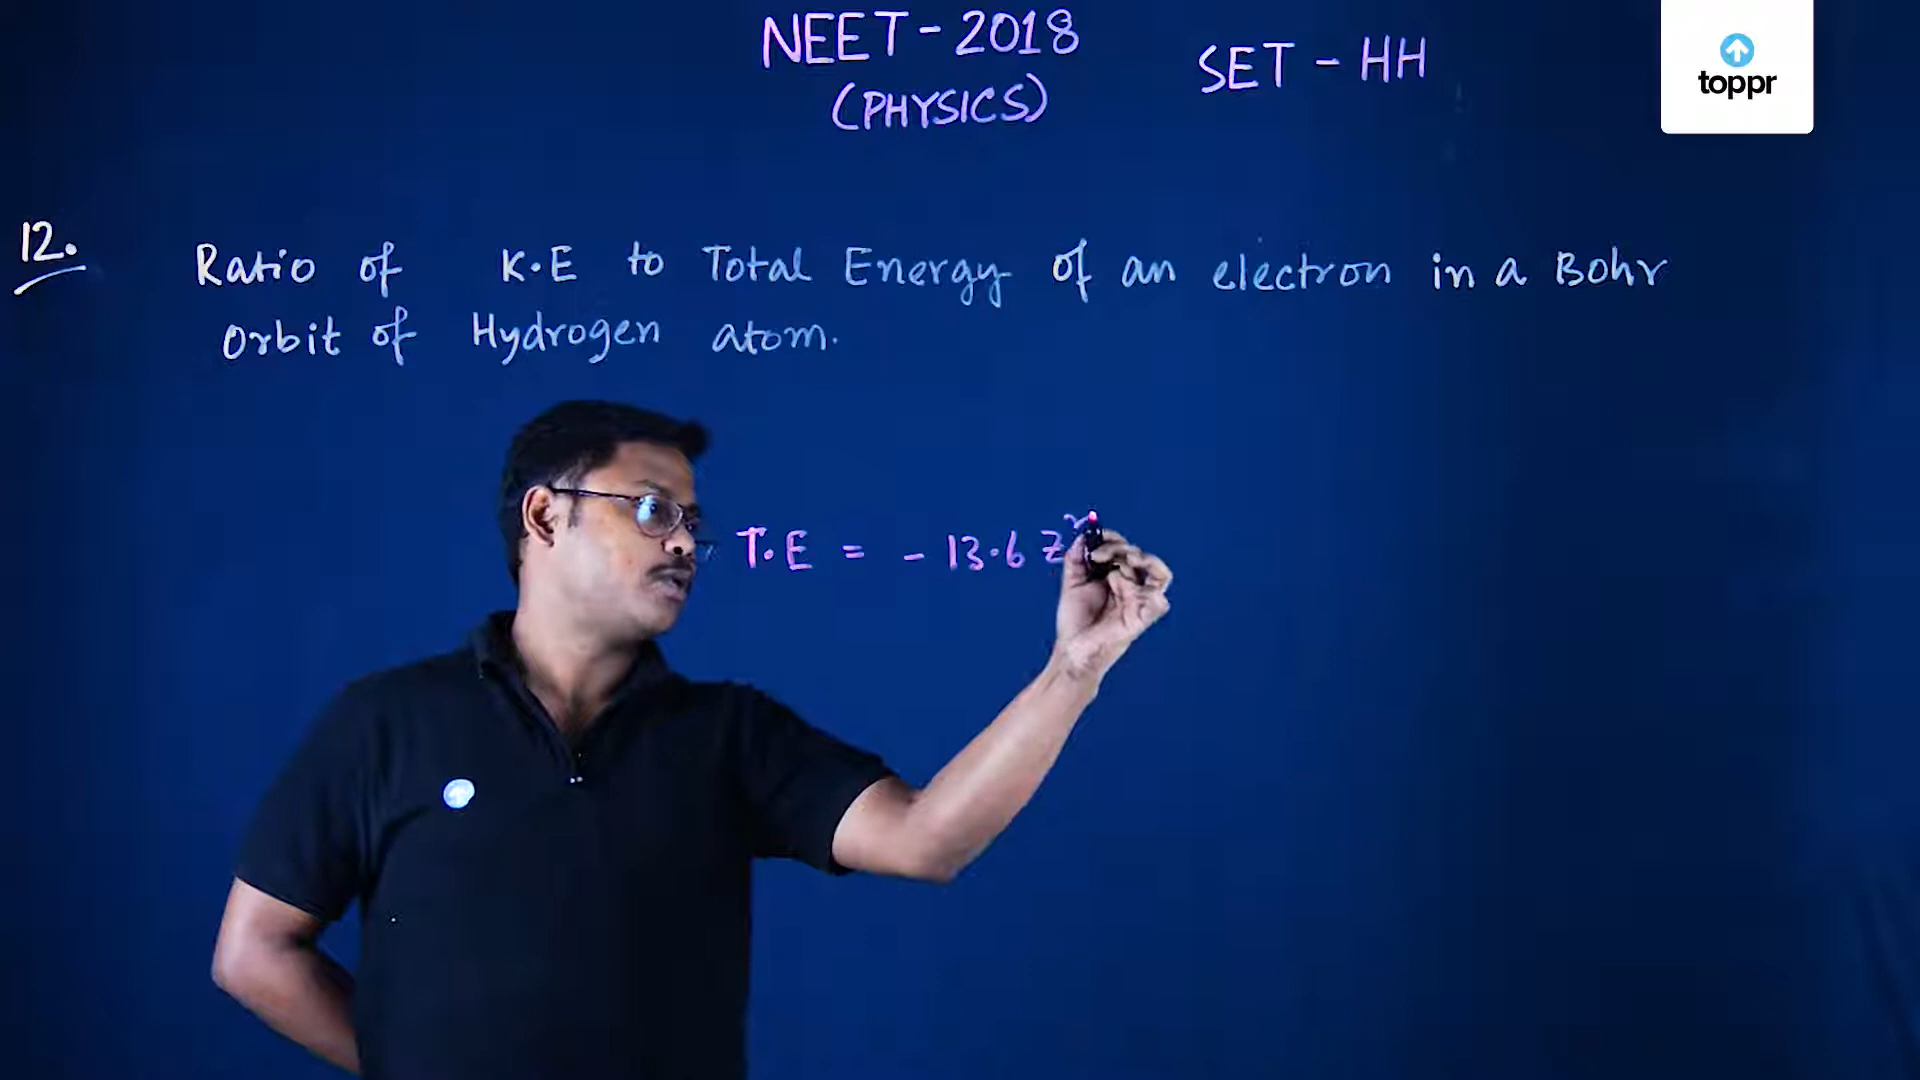 NEET - 2018
(PHYSICS)
SET - HH
toppr
12.
Ratio of K.E to Total Energy of an electron in a Bohr
Orbit of Hydrogen atom.
T.E = - 13.6 Z²